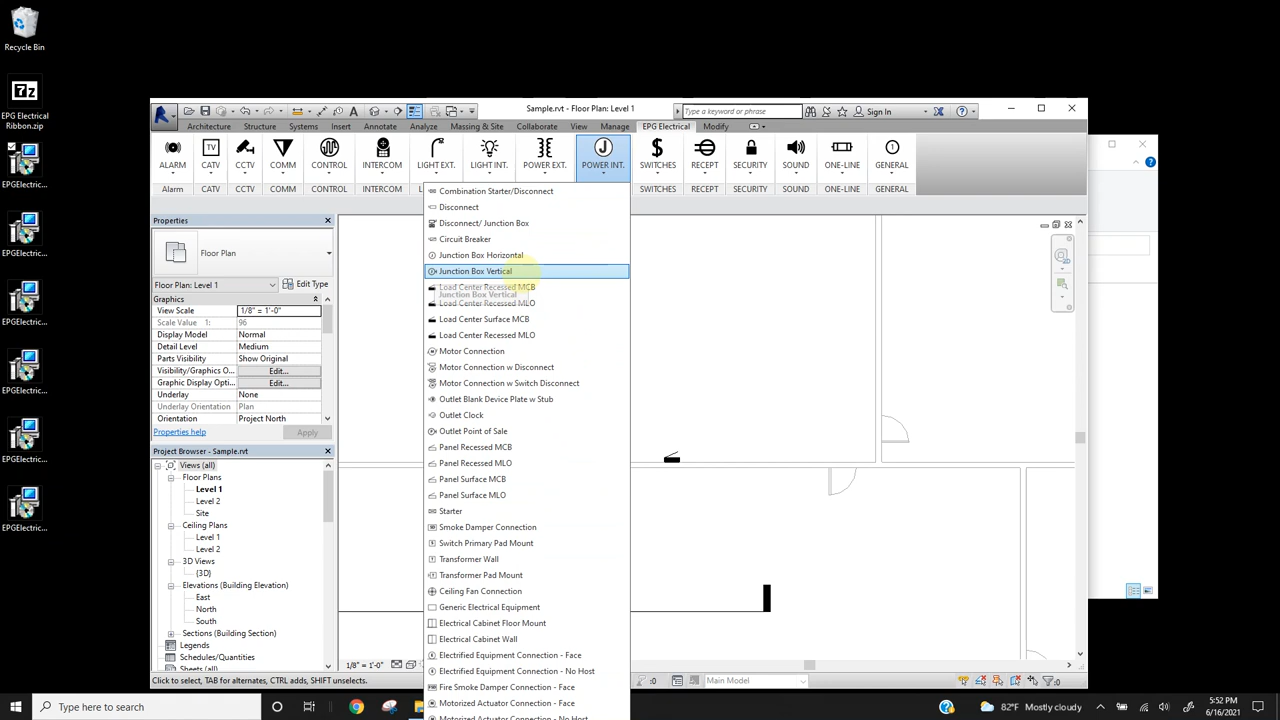 Recycle Bin
7z
EPG Electrical
Ribbon.zip
EPGElectric...
EPGElectric...
EPGElectric...
EPGElectric...
EPGElectric...
EPGElectric...
Sample.rvt - Floor Plan: Level 1
Type a keyword or phrase
Sign In
Architecture Structure Systems Insert Annotate Analyze Massing & Site Collaborate View Manage EPG Electrical Modify
TV J $ 1
ALARM CATV CCTV COMM CONTROL INTERCOM LIGHT EXT. LIGHT INT. POWER EXT. POWER INT. SWITCHES RECEPT SECURITY SOUND ONE-LINE GENERAL
Alarm CATV CCTV COMM CONTROL INTERCOM SWITCHES RECEPT SECURITY SOUND ONE-LINE GENERAL
Combination Starter/Disconnect
Disconnect
Disconnect/ Junction Box
Circuit Breaker
Junction Box Horizontal
Junction Box Vertical
Load Center Recessed MCB
Junction Box Vertical
Load Center Recessed MLO
Load Center Surface MCB
Load Center Recessed MLO
Motor Connection
Motor Connection w Disconnect
Motor Connection w Switch Disconnect
Outlet Blank Device Plate w Stub
Outlet Clock
Outlet Point of Sale
Panel Recessed MCB
Panel Recessed MLO
Panel Surface MCB
Panel Surface MLO
Starter
Smoke Damper Connection
Switch Primary Pad Mount
Transformer Wall
Transformer Pad Mount
Ceiling Fan Connection
Generic Electrical Equipment
Electrical Cabinet Floor Mount
Electrical Cabinet Wall
Electrified Equipment Connection - Face
Electrified Equipment Connection - No Host
Fire Smoke Damper Connection - Face
Motorized Actuator Connection - Face
Motorized Actuator Connection - No Host
Properties
Floor Plan
Floor Plan: Level 1
Edit Type
Graphics
View Scale 1/8" = 1'-0"
Scale Value 1: 96
Display Model Normal
Detail Level Medium
Parts Visibility Show Original
Visibility/Graphics O... Edit...
Graphic Display Opti... Edit...
Underlay None
Underlay Orientation Plan
Orientation Project North
Properties help
Apply
Project Browser - Sample.rvt
Views (all)
Floor Plans
Level 1
Level 2
Site
Ceiling Plans
Level 1
Level 2
3D Views
{3D}
Elevations (Building Elevation)
East
North
South
Sections (Building Section)
Legends
Schedules/Quantities
Sheets (all)
1/8" = 1'-0"
Click to select, TAB for alternates, CTRL adds, SHIFT unselects.
:0
Main Model
:0
Type here to search
82°F Mostly cloudy
5:52 PM
6/16/2021